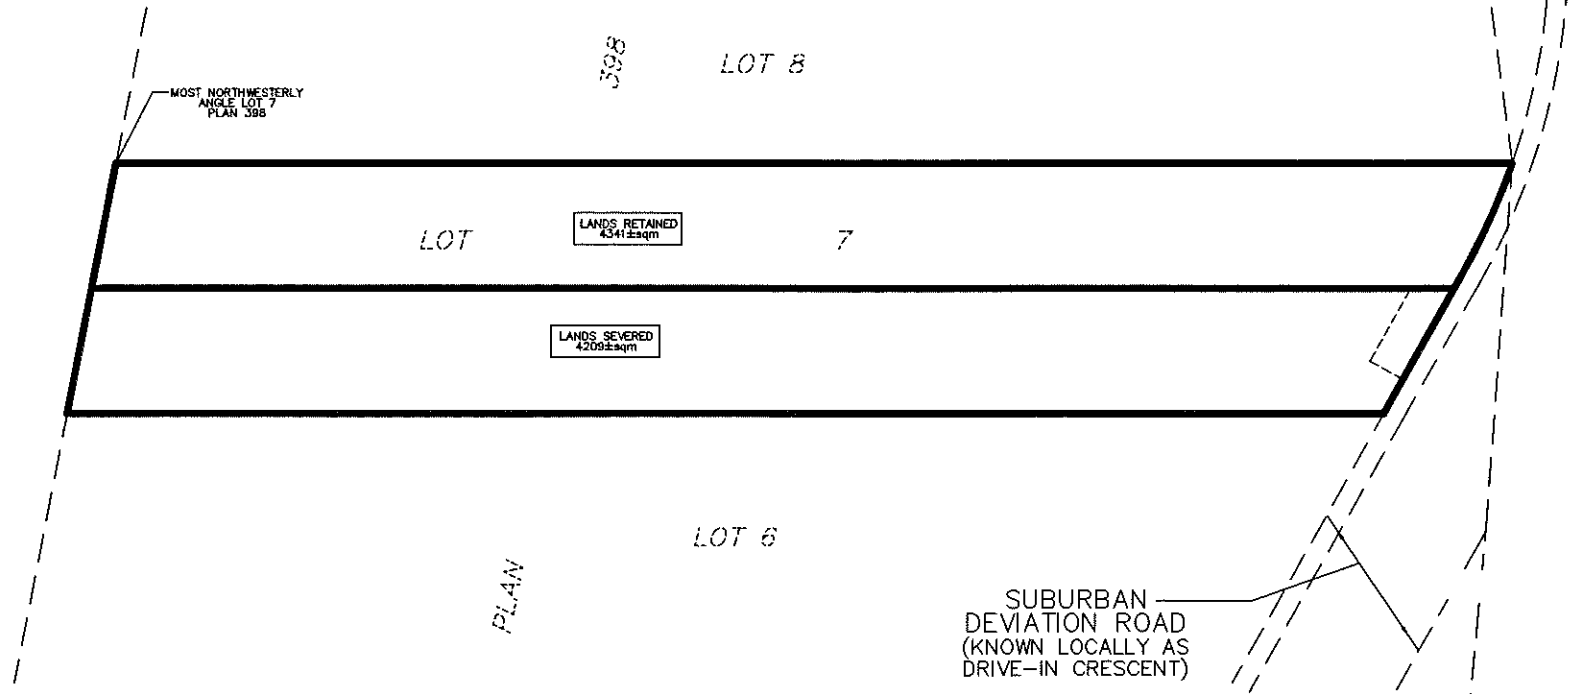 398
LOT 8
MOST NORTHWESTERLY
ANGLE LOT 7
PLAN 398
LOT
LANDS RETAINED
4341±sqm
7
LANDS SEVERED
4209±sqm
LOT 6
PLAN
SUBURBAN
DEVIATION ROAD
(KNOWN LOCALLY AS
DRIVE-IN CRESCENT)